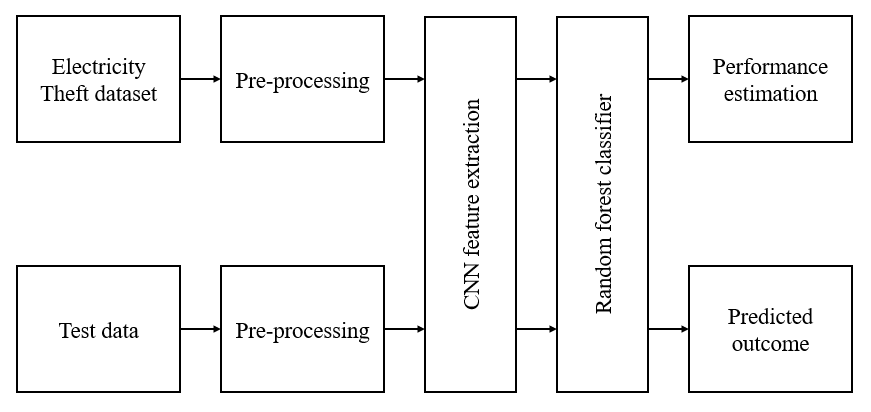 Electricity
Theft dataset
Pre-processing
CNN feature extraction
Random forest classifier
Performance
estimation
Test data
Pre-processing
Predicted
outcome